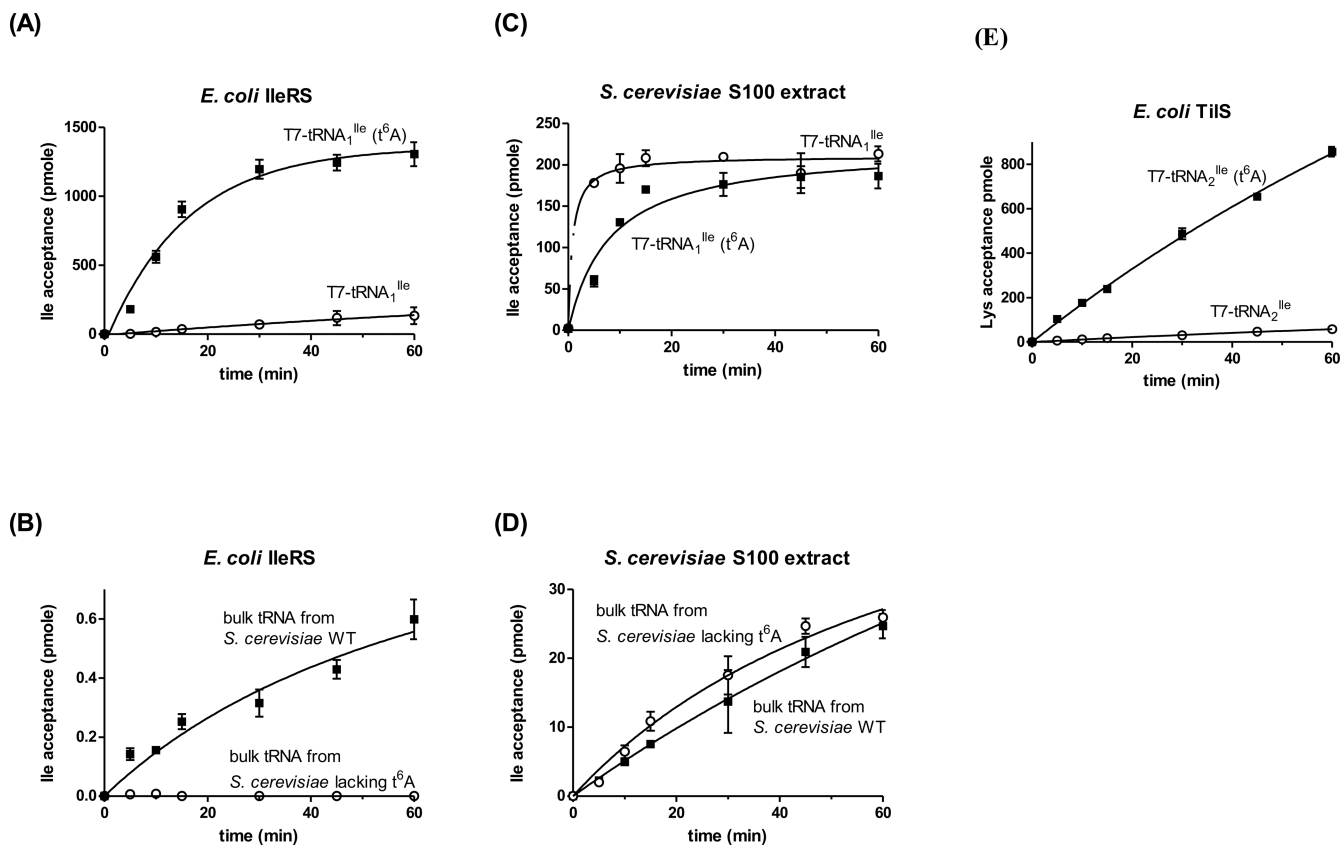 (A)
E. coli IleRS
Ile acceptance (pmole)
1500
1000
500
0
T7-tRNA₁ᴵˡᵉ (t⁶A)
T7-tRNA₁ᴵˡᵉ
0 20 40 60
time (min)
(C)
S. cerevisiae S100 extract
Ile acceptance (pmole)
250
200
150
100
50
0
T7-tRNA₁ᴵˡᵉ
T7-tRNA₁ᴵˡᵉ (t⁶A)
0 20 40 60
time (min)
(E)
E. coli TilS
Lys acceptance pmole
800
600
400
200
0
T7-tRNA₂ᴵˡᵉ (t⁶A)
T7-tRNA₂ᴵˡᵉ
0 20 40 60
time (min)
(B)
E. coli IleRS
Ile acceptance (pmole)
0.6
0.4
0.2
0.0
bulk tRNA from
S. cerevisiae WT
bulk tRNA from
S. cerevisiae lacking t⁶A
0 20 40 60
time (min)
(D)
S. cerevisiae S100 extract
Ile acceptance (pmole)
30
20
10
0
bulk tRNA from
S. cerevisiae lacking t⁶A
bulk tRNA from
S. cerevisiae WT
0 20 40 60
time (min)